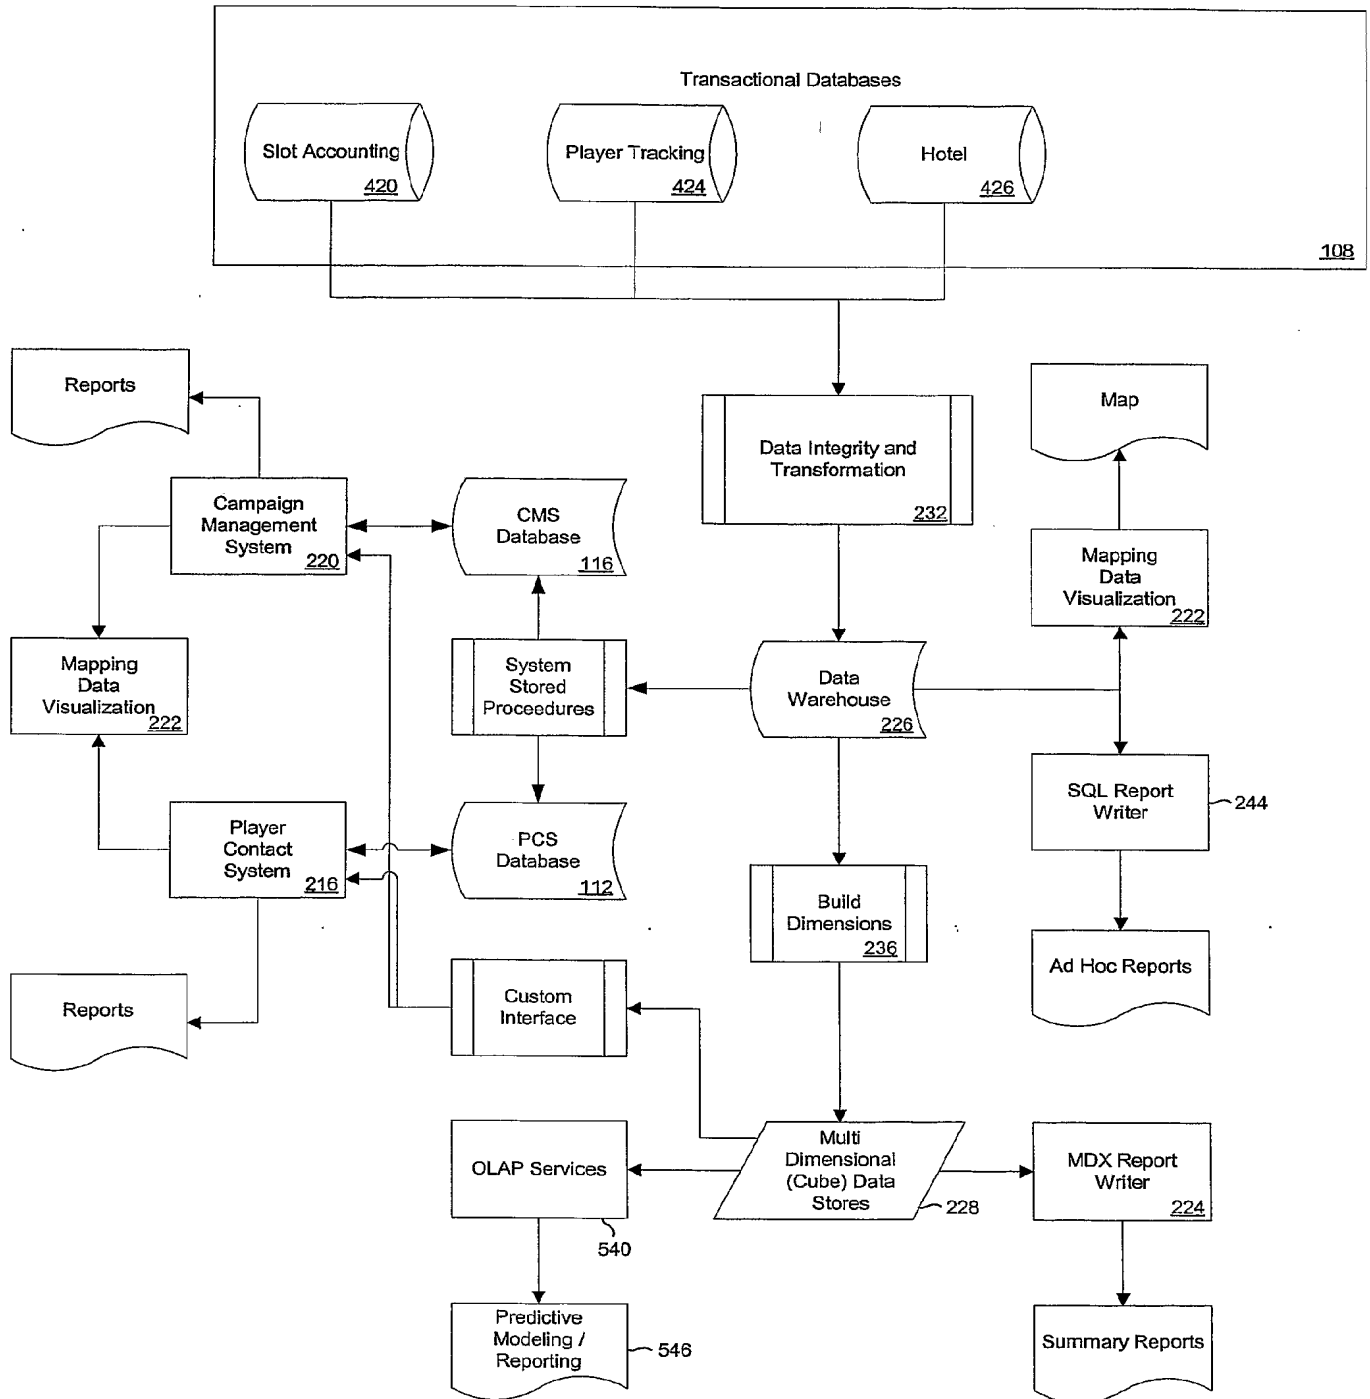 Transactional Databases
Slot Accounting
420
Player Tracking
424
Hotel
426
108
Reports
Map
Data Integrity and
Transformation
232
Campaign
Management
System
220
CMS
Database
116
Mapping
Data
Visualization
222
Mapping
Data
Visualization
222
System
Stored
Proceedures
Data
Warehouse
226
SQL Report
Writer
244
Player
Contact
System
216
PCS
Database
112
Build
Dimensions
236
Ad Hoc Reports
Reports
Custom
Interface
OLAP Services
540
Multi
Dimensional
(Cube) Data
Stores
228
MDX Report
Writer
224
Predictive
Modeling /
Reporting
546
Summary Reports